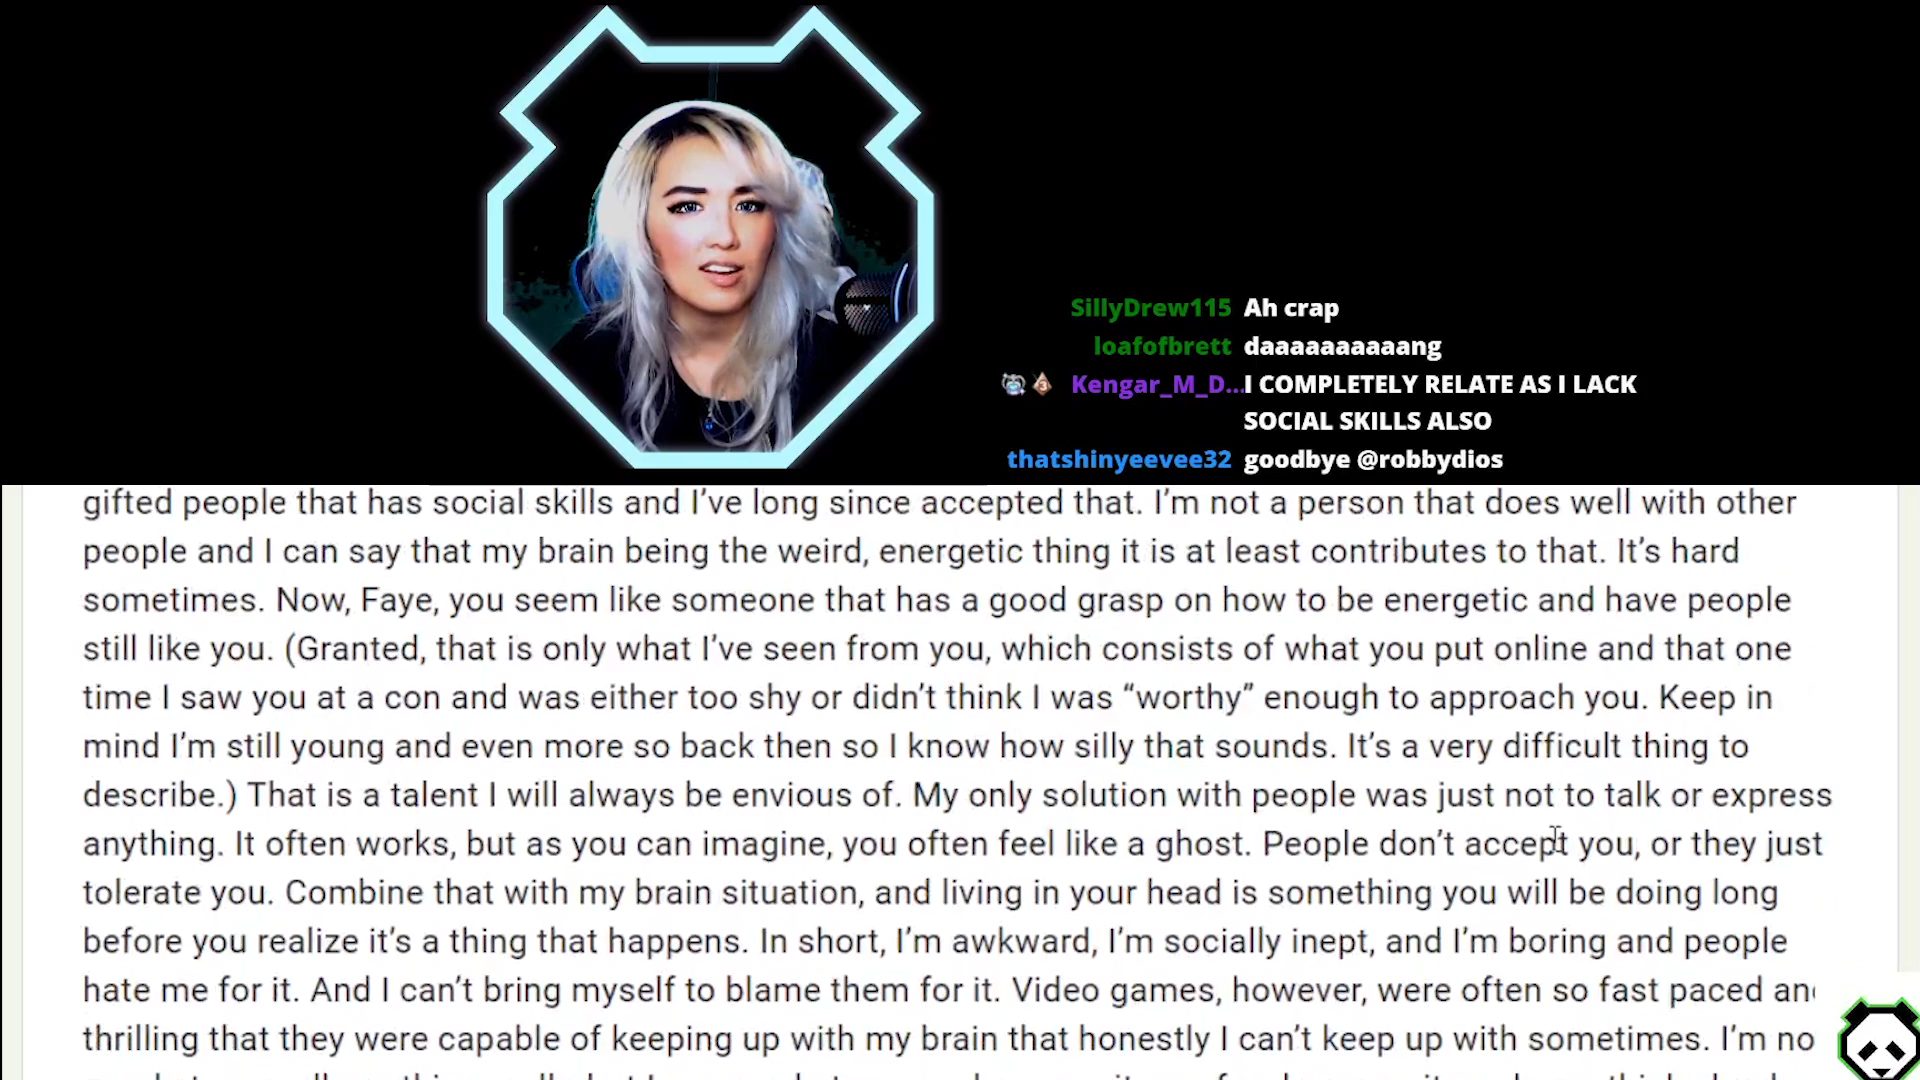 SillyDrew115 Ah crap
loafofbrett daaaaaaaaaang
Kengar_M_D... I COMPLETELY RELATE AS I LACK
SOCIAL SKILLS ALSO
thatshinyeevee32 goodbye @robbydios
gifted people that has social skills and I’ve long since accepted that. I’m not a person that does well with other
people and I can say that my brain being the weird, energetic thing it is at least contributes to that. It’s hard
sometimes. Now, Faye, you seem like someone that has a good grasp on how to be energetic and have people
still like you. (Granted, that is only what I’ve seen from you, which consists of what you put online and that one
time I saw you at a con and was either too shy or didn’t think I was “worthy” enough to approach you. Keep in
mind I’m still young and even more so back then so I know how silly that sounds. It’s a very difficult thing to
describe.) That is a talent I will always be envious of. My only solution with people was just not to talk or express
anything. It often works, but as you can imagine, you often feel like a ghost. People don’t accept you, or they just
tolerate you. Combine that with my brain situation, and living in your head is something you will be doing long
before you realize it’s a thing that happens. In short, I’m awkward, I’m socially inept, and I’m boring and people
hate me for it. And I can’t bring myself to blame them for it. Video games, however, were often so fast paced and
thrilling that they were capable of keeping up with my brain that honestly I can’t keep up with sometimes. I’m no